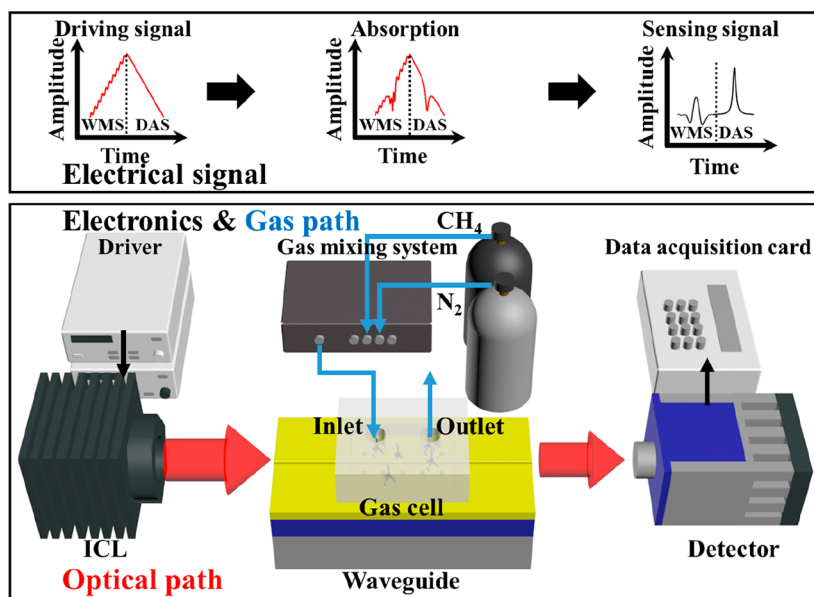 Driving signal
Absorption
Sensing signal
Amplitude
WMS
DAS
Time
Amplitude
WMS
DAS
Time
Amplitude
WMS
DAS
Time
Electrical signal
Electronics & Gas path
Driver
Gas mixing system
CH4
N2
Data acquisition card
Inlet
Outlet
Gas cell
ICL
Waveguide
Detector
Optical path